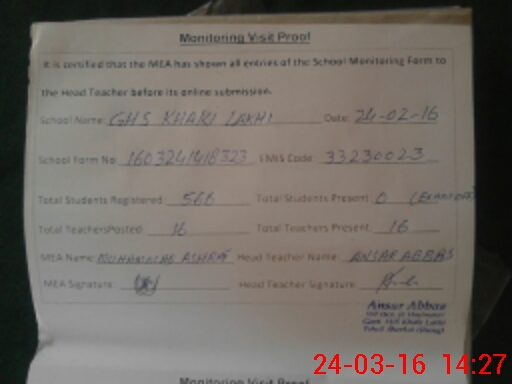 Monitoring Visit Proof
It is certified that the MEA has shown all entries of the School Monitoring Form to
the Head Teacher before its online submission.
School Name: GHS KHAKI LAKHI Date: 24-02-16
School Form No. 1603241418323 EMIS Code: 33230023
Total Students Registered 566 Total Students Present 0
Total TeachersPosted: 16 Total Teachers Present: 16
MEA Name: MUHAMMAD ASHRAF Head Teacher Name: ANSAR ABBAS
MEA Signature: Head Teacher Signature:
Ansar Abbas
24-03-16 14:27
Monitoring Visit Proof